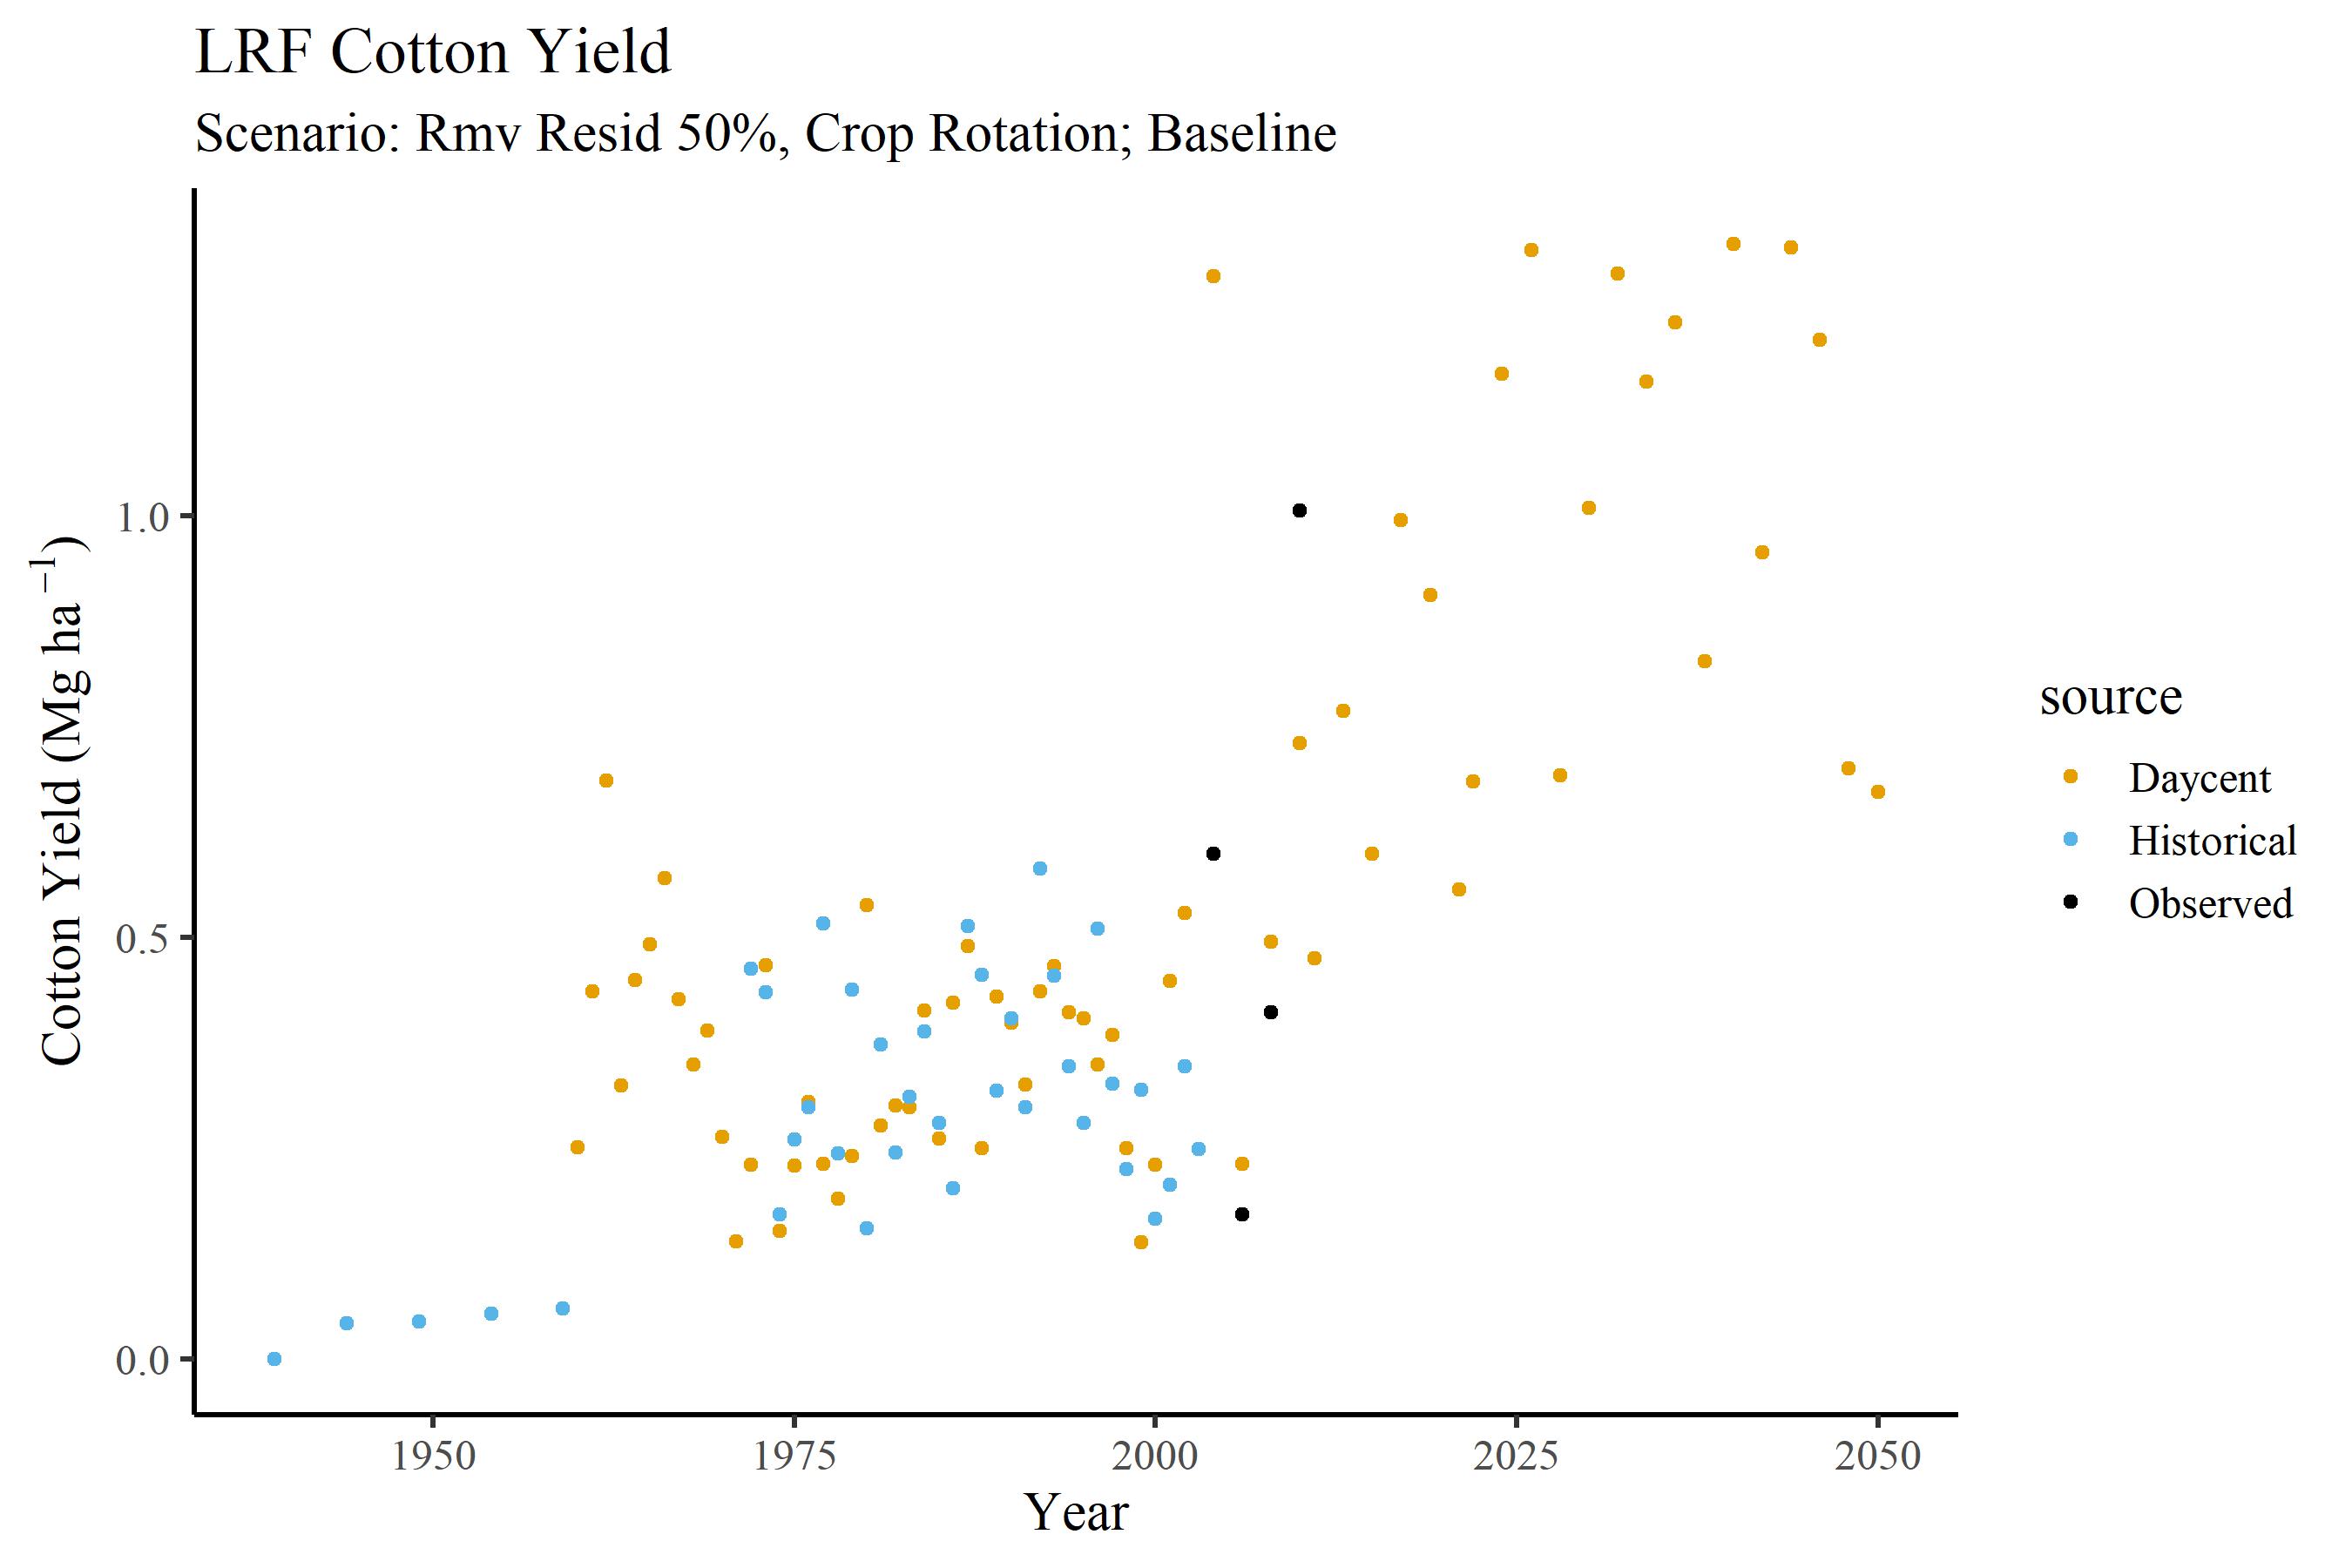 LRF Cotton Yield
Scenario: Rmv Resid 50%, Crop Rotation; Baseline
Cotton Yield (Mg ha⁻¹)
1.0
0.5
0.0
1950 1975 2000 2025 2050
Year
source
Daycent
Historical
Observed